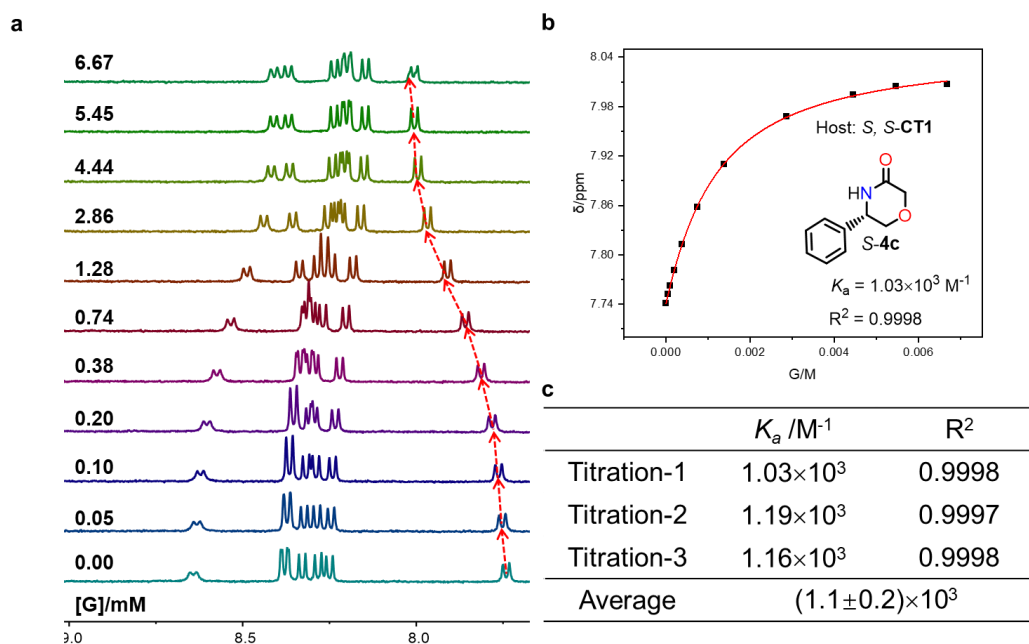 a
6.67
5.45
4.44
2.86
1.28
0.74
0.38
0.20
0.10
0.05
0.00
[G]/mM
9.0 8.5 8.0
b
8.04
7.98
7.92
7.86
7.80
7.74
δ/ppm
0.000 0.002 0.004 0.006
G/M
Host: S, S-CT1
O
HN
O
S-4c
Kₐ = 1.03×10³ M⁻¹
R² = 0.9998
c
Kₐ /M⁻¹ R²
Titration-1 1.03×10³ 0.9998
Titration-2 1.19×10³ 0.9997
Titration-3 1.16×10³ 0.9998
Average (1.1±0.2)×10³